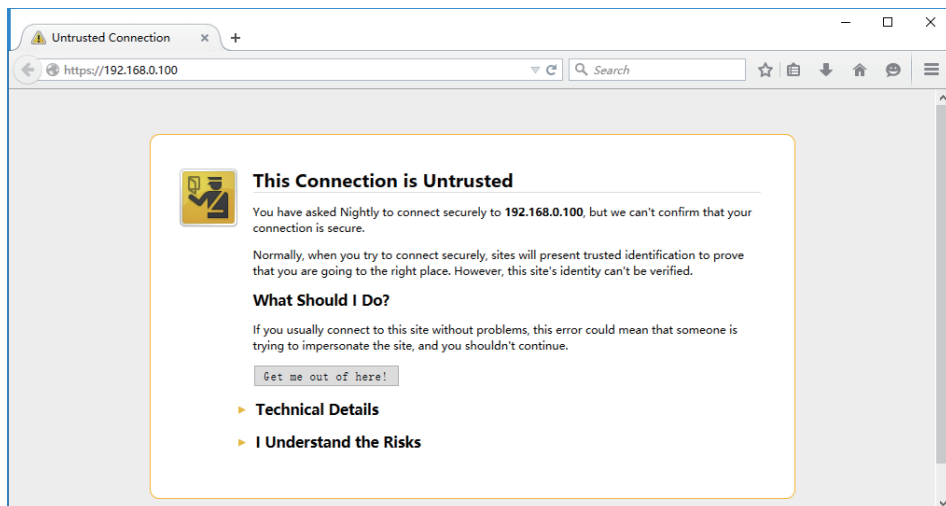 Untrusted Connection
https://192.168.0.100
Search
This Connection is Untrusted
You have asked Nightly to connect securely to 192.168.0.100, but we can't confirm that your
connection is secure.
Normally, when you try to connect securely, sites will present trusted identification to prove
that you are going to the right place. However, this site's identity can't be verified.
What Should I Do?
If you usually connect to this site without problems, this error could mean that someone is
trying to impersonate the site, and you shouldn't continue.
Get me out of here!
Technical Details
I Understand the Risks